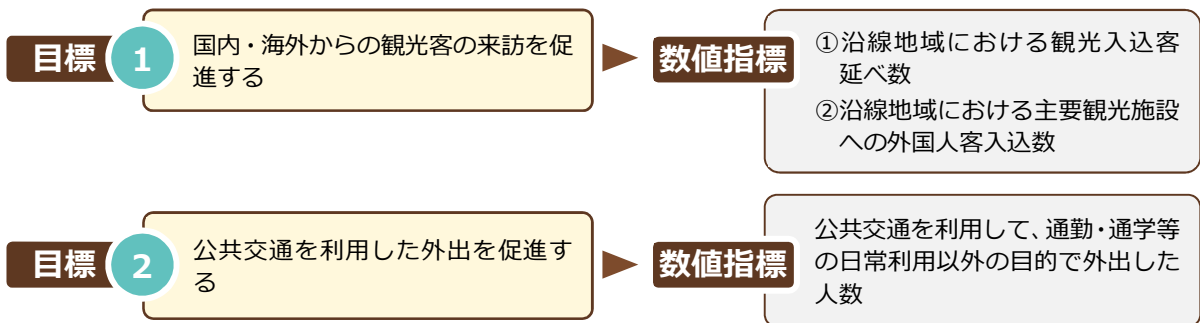 目標 1
国内・海外からの観光客の来訪を促
進する
数値指標
①沿線地域における観光入込客
延べ数
②沿線地域における主要観光施設
への外国人客入込数
目標 2
公共交通を利用した外出を促進す
る
数値指標
公共交通を利用して、通勤・通学等
の日常利用以外の目的で外出した
人数